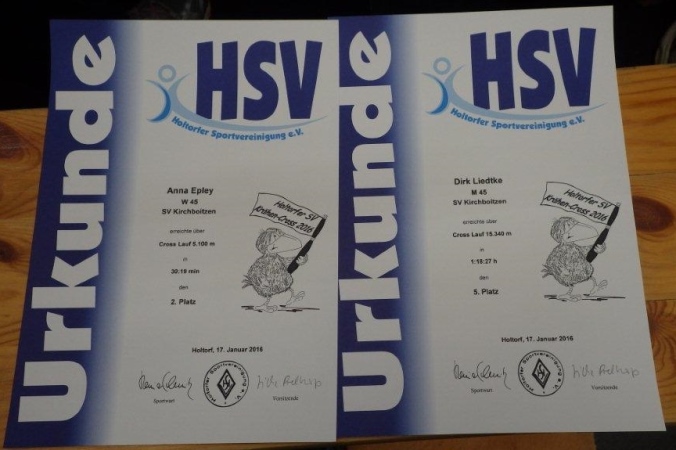 Urkunde
HSV
Holtorfer Sportvereinigung e.V.
Anna Epley
W 45
SV Kirchboitzen
erreichte über
Cross Lauf 5.100 m
in
30:18 min
den
2. Platz
Holtorfer SV
Krähen-Cross 2016
Holtorf, 17. Januar 2016
Sportwart
Vorsitzende
Urkunde
HSV
Holtorfer Sportvereinigung e.V.
Dirk Liedtke
M 45
SV Kirchboitzen
erreichte über
Cross Lauf 15.340 m
in
1:18:27 h
den
5. Platz
Holtorfer SV
Krähen-Cross 2016
Holtorf, 17. Januar 2016
Sportwart
Vorsitzende